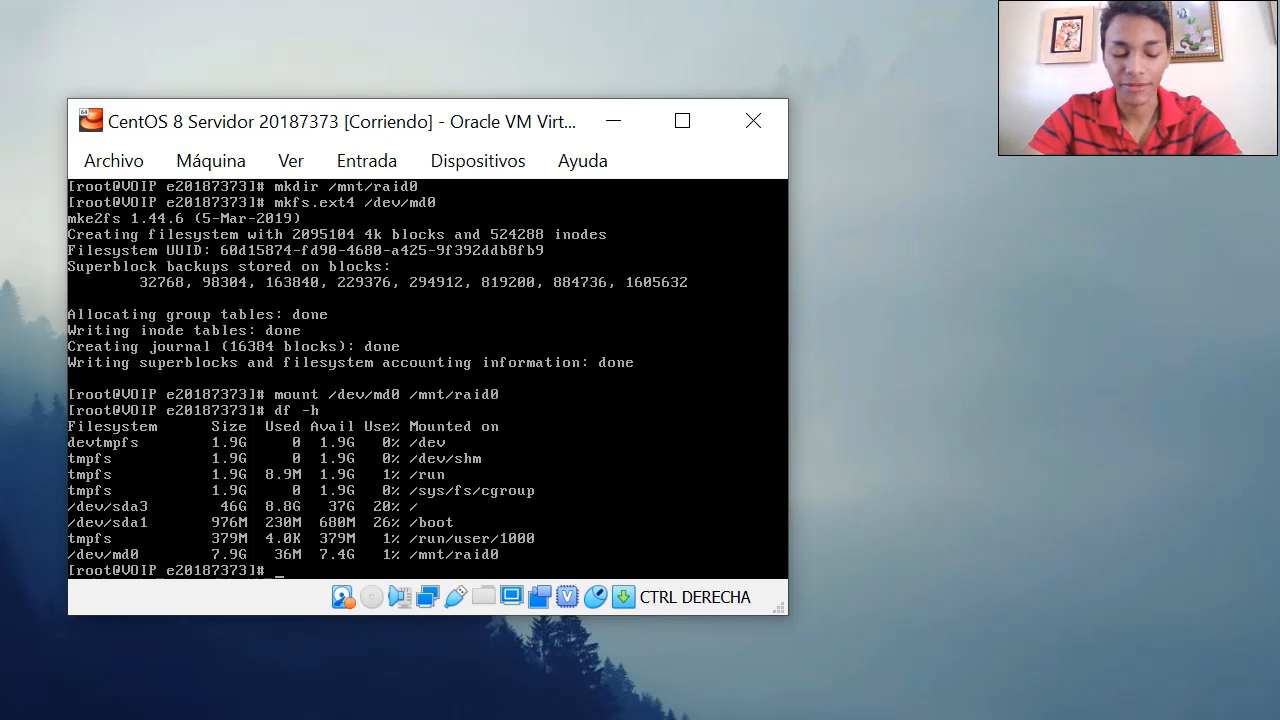 CentOS 8 Servidor 20187373 [Corriendo] - Oracle VM Virt...
Archivo Máquina Ver Entrada Dispositivos Ayuda
[root@VOIP e20187373]# mkdir /mnt/raid0
[root@VOIP e20187373]# mkfs.ext4 /dev/md0
mke2fs 1.44.6 (5-Mar-2019)
Creating filesystem with 2095104 4k blocks and 524288 inodes
Filesystem UUID: 60d15874-fd90-4680-a425-9f392ddb8fb9
Superblock backups stored on blocks:
32768, 98304, 163840, 229376, 294912, 819200, 884736, 1605632
Allocating group tables: done
Writing inode tables: done
Creating journal (16384 blocks): done
Writing superblocks and filesystem accounting information: done
[root@VOIP e20187373]# mount /dev/md0 /mnt/raid0
[root@VOIP e20187373]# df -h
Filesystem Size Used Avail Use% Mounted on
devtmpfs 1.9G 0 1.9G 0% /dev
tmpfs 1.9G 0 1.9G 0% /dev/shm
tmpfs 1.9G 8.9M 1.9G 1% /run
tmpfs 1.9G 0 1.9G 0% /sys/fs/cgroup
/dev/sda3 46G 8.8G 37G 20% /
/dev/sda1 976M 230M 680M 26% /boot
tmpfs 379M 4.0K 379M 1% /run/user/1000
/dev/md0 7.9G 36M 7.4G 1% /mnt/raid0
[root@VOIP e20187373]# _
CTRL DERECHA